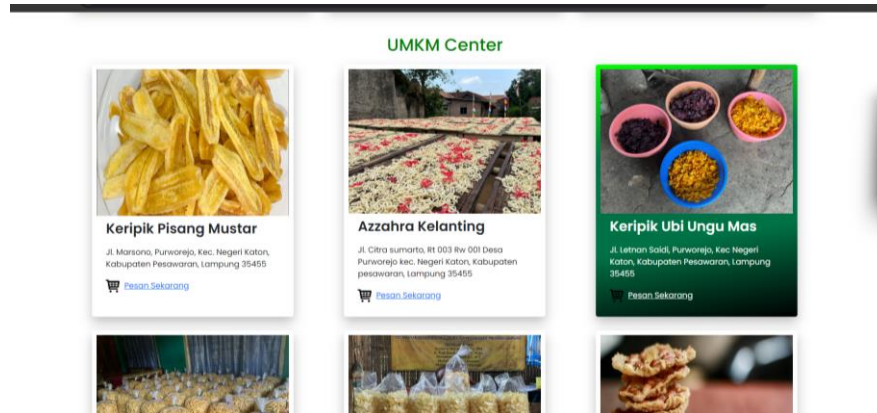 UMKM Center
Keripik Pisang Mustar
Jl. Marsono, Purworejo, Kec. Negeri Katon,
Kabupaten Pesawaran, Lampung 35455
Pesan Sekarang
Azzahra Kelanting
Jl. Citra sumarto, Rt 003 Rw 001 Desa
Purworejo kec. Negeri Katon, Kabupaten
pesawaran, Lampung 35455
Pesan Sekarang
Keripik Ubi Ungu Mas
Jl. Letnan Saidi, Purworejo, Kec Negeri
Katon, Kabupaten Pesawaran, Lampung
35455
Pesan Sekarang